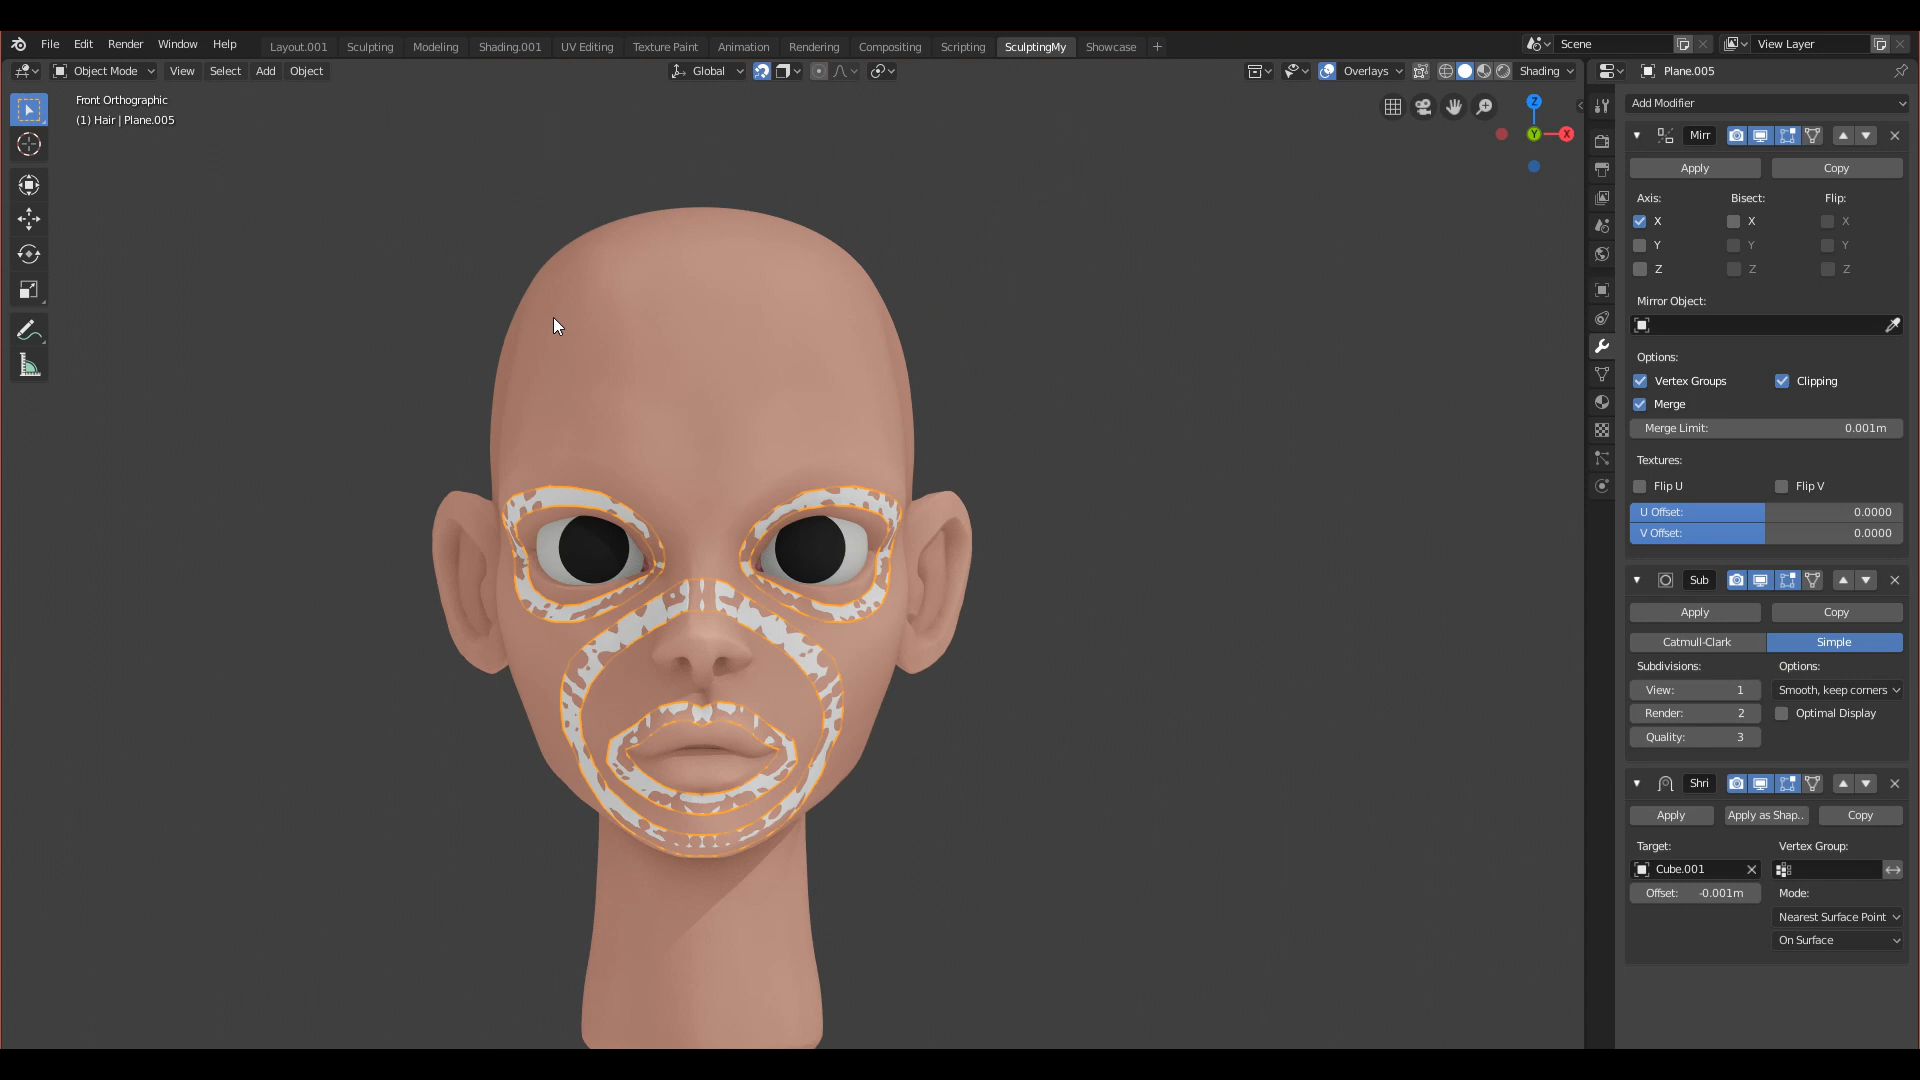 File Edit Render Window Help Layout.001 Sculpting Modeling Shading.001 UV Editing Texture Paint Animation Rendering Compositing Scripting SculptingMy Showcase + Scene View Layer
Object Mode View Select Add Object Global Overlays Shading Plane.005
Front Orthographic
(1) Hair | Plane.005
Z
Y
X
Add Modifier
Mirr
Apply Copy
Axis: Bisect: Flip:
X X X
Y Y Y
Z Z Z
Mirror Object:
Options:
Vertex Groups Clipping
Merge
Merge Limit: 0.001m
Textures:
Flip U Flip V
U Offset: 0.0000
V Offset: 0.0000
Sub
Apply Copy
Catmull-Clark Simple
Subdivisions: Options:
View: 1 Smooth, keep corners
Render: 2 Optimal Display
Quality: 3
Shri
Apply Apply as Shap.. Copy
Target: Vertex Group:
Cube.001
Offset: -0.001m Mode:
Nearest Surface Point
On Surface